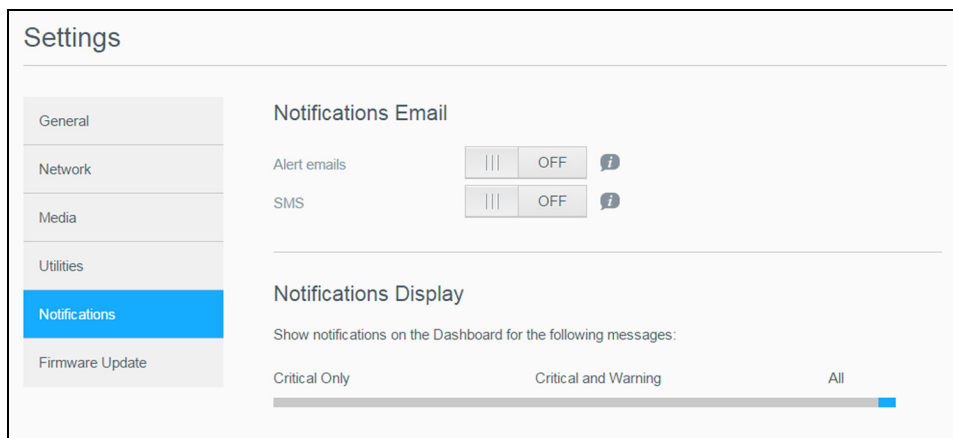 Settings
General
Network
Media
Utilities
Notifications
Firmware Update
Notifications Email
Alert emails OFF i
SMS OFF i
Notifications Display
Show notifications on the Dashboard for the following messages:
Critical Only Critical and Warning All